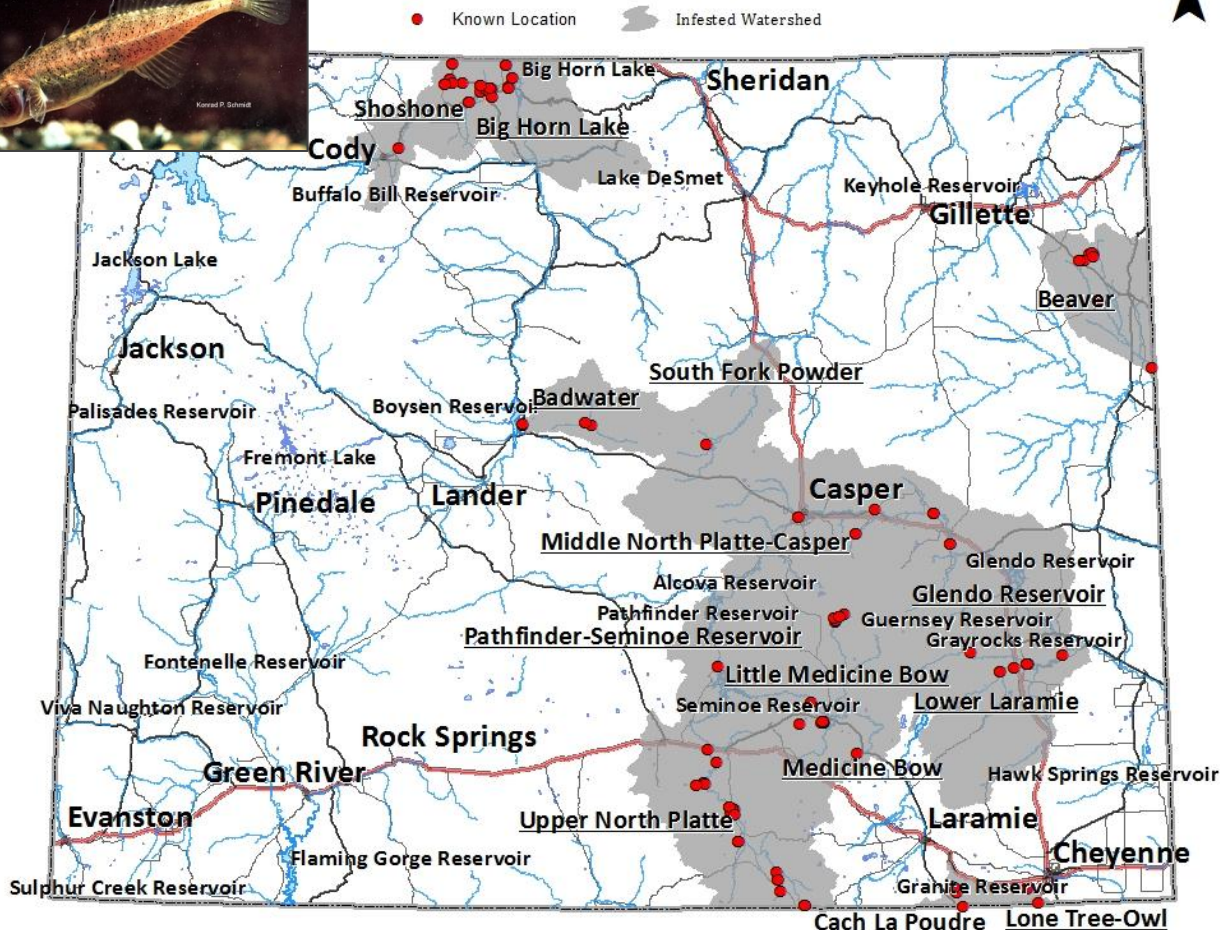 Known Location
Infested Watershed
Konrad P. Schmidt
Big Horn Lake
Sheridan
Shoshone
Big Horn Lake
Cody
Lake DeSmet
Buffalo Bill Reservoir
Keyhole Reservoir
Gillette
Jackson Lake
Beaver
Jackson
South Fork Powder
Badwater
Boysen Reservoi
Palisades Reservoir
Fremont Lake
Pinedale
Lander
Casper
Middle North Platte-Casper
Glendo Reservoir
Alcova Reservoir
Glendo Reservoir
Pathfinder Reservoir
Guernsey Reservoir
Pathfinder-Seminoe Reservoir
Grayrocks Reservoir
Fontenelle Reservoir
Little Medicine Bow
Viva Naughton Reservoir
Seminoe Reservoir
Lower Laramie
Rock Springs
Green River
Medicine Bow
Hawk Springs Reservoir
Evanston
Upper North Platte
Laramie
Flaming Gorge Reservoir
Cheyenne
Sulphur Creek Reservoir
Granite Reservoir
Cach La Poudre
Lone Tree-Owl